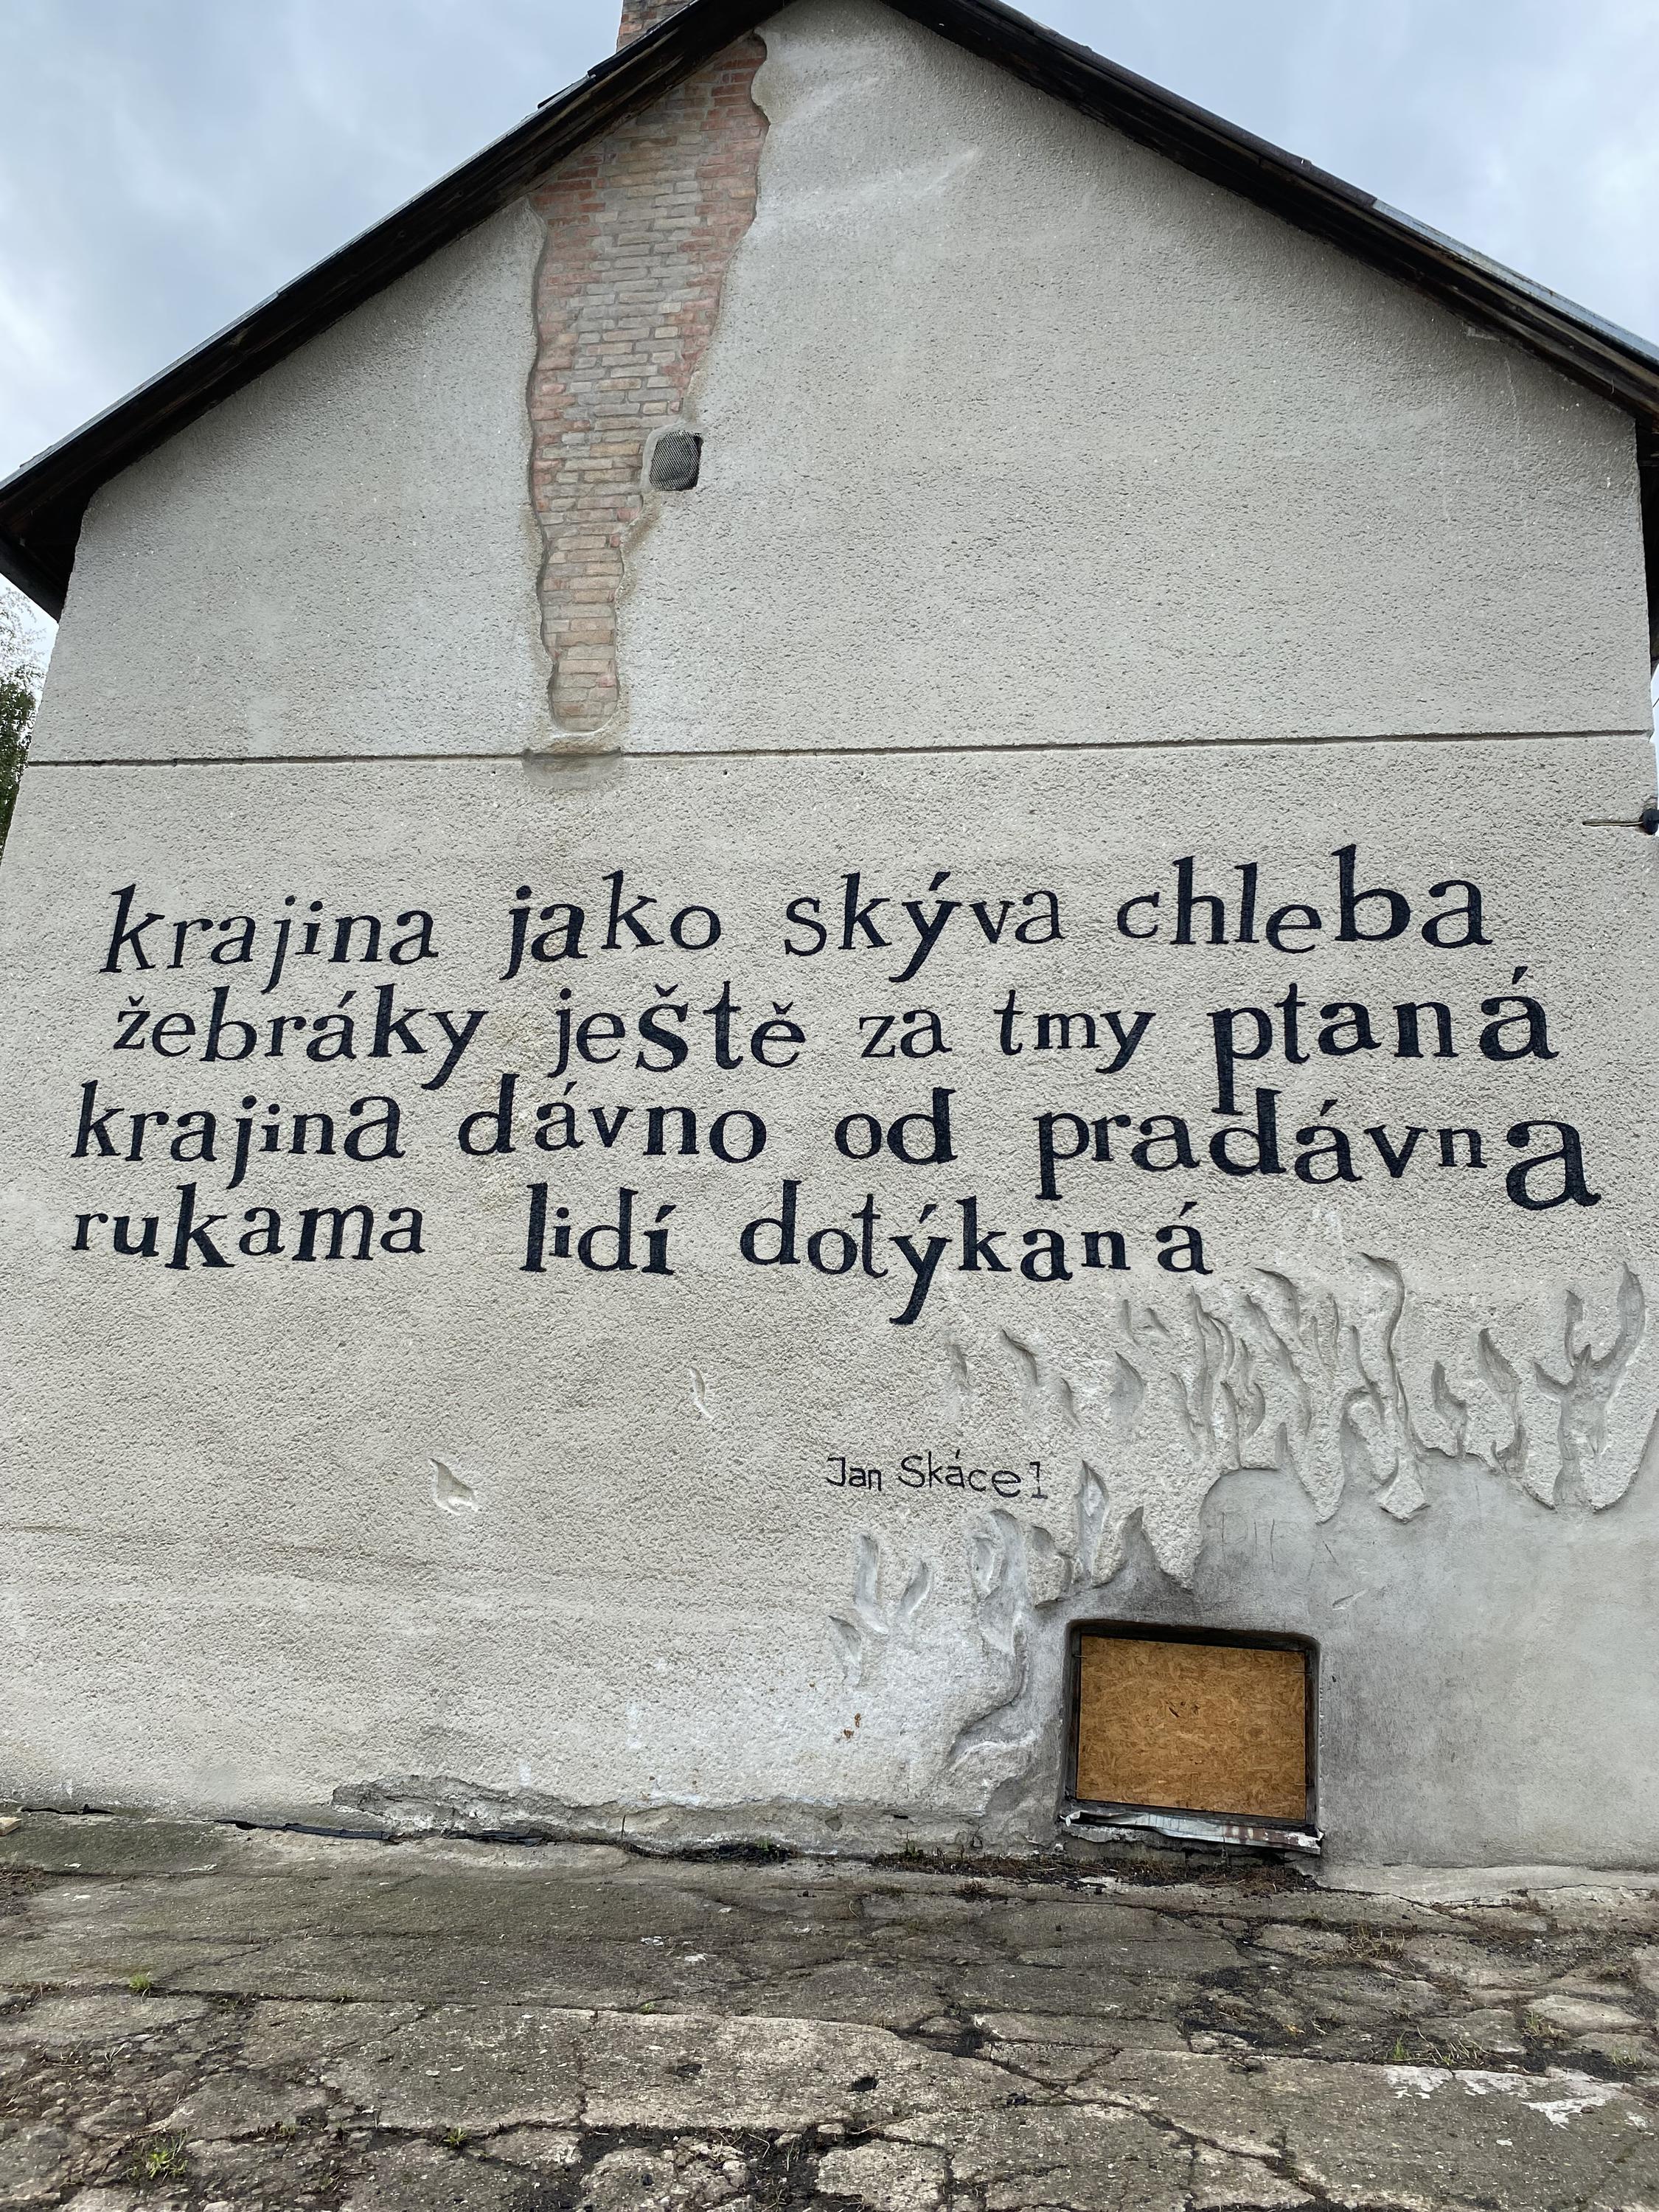 krajina jako skýva chleba
žebráky ještě za tmy ptaná
krajina dávno od pradávna
rukama lidí dotýkaná
Jan Skácel